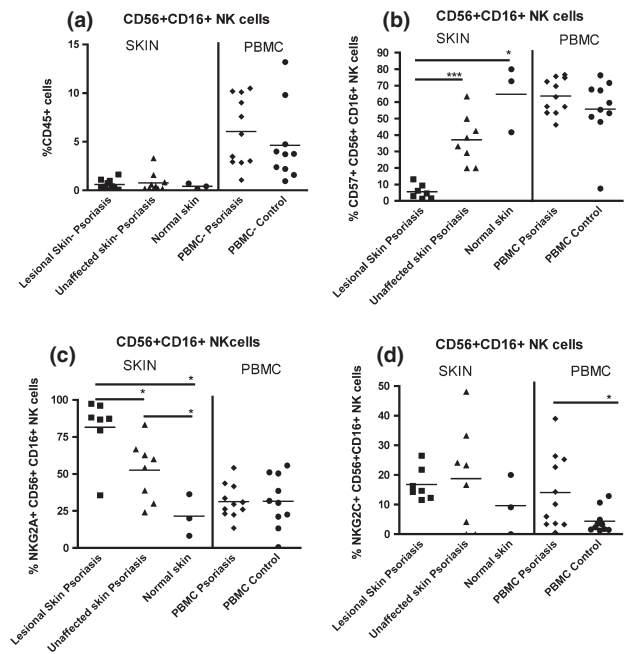 (a)
CD56+CD16+ NK cells
SKIN
PBMC
%CD45+ cells
15
10
5
0
Lesional Skin- Psoriasis
Unaffected skin- Psoriasis
Normal skin
PBMC- Psoriasis
PBMC- Control
(b)
CD56+CD16+ NK cells
SKIN
PBMC
% CD57+ CD56+ CD16+ NK cells
90
80
70
60
50
40
30
20
10
0
*
***
Lesional Skin Psoriasis
Unaffected skin Psoriasis
Normal skin
PBMC Psoriasis
PBMC Control
(c)
CD56+CD16+ NKcells
SKIN
PBMC
% NKG2A+ CD56+ CD16+ NK cells
100
75
50
25
0
*
*
*
Lesional Skin Psoriasis
Unaffected skin Psoriasis
Normal skin
PBMC Psoriasis
PBMC Control
(d)
CD56+CD16+ NK cells
SKIN
PBMC
% NKG2C+ CD56+CD16+ NK cells
50
40
30
20
10
0
*
Lesional Skin Psoriasis
Unaffected skin Psoriasis
Normal skin
PBMC Psoriasis
PBMC Control